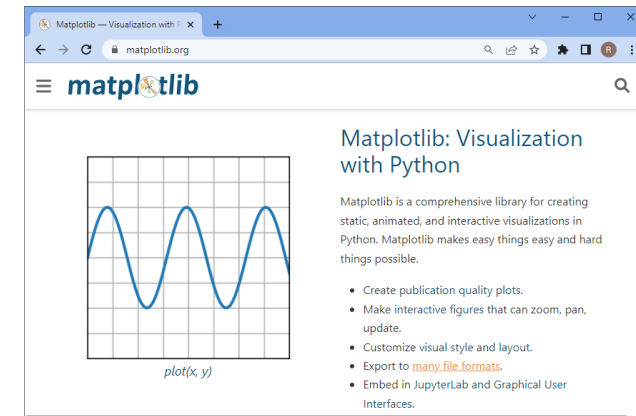 Matplotlib — Visualization with P
matplotlib.org
R
matplotlib
Matplotlib: Visualization
with Python
Matplotlib is a comprehensive library for creating
static, animated, and interactive visualizations in
Python. Matplotlib makes easy things easy and hard
things possible.
• Create publication quality plots.
• Make interactive figures that can zoom, pan,
update.
• Customize visual style and layout.
• Export to many file formats.
• Embed in JupyterLab and Graphical User
Interfaces.
plot(x, y)